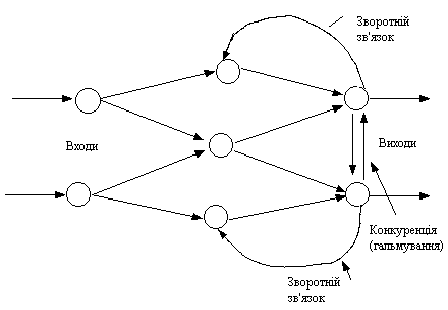 Зворотній
зв'язок
Входи
Виходи
Конкуренція
(гальмування)
Зворотній
зв'язок